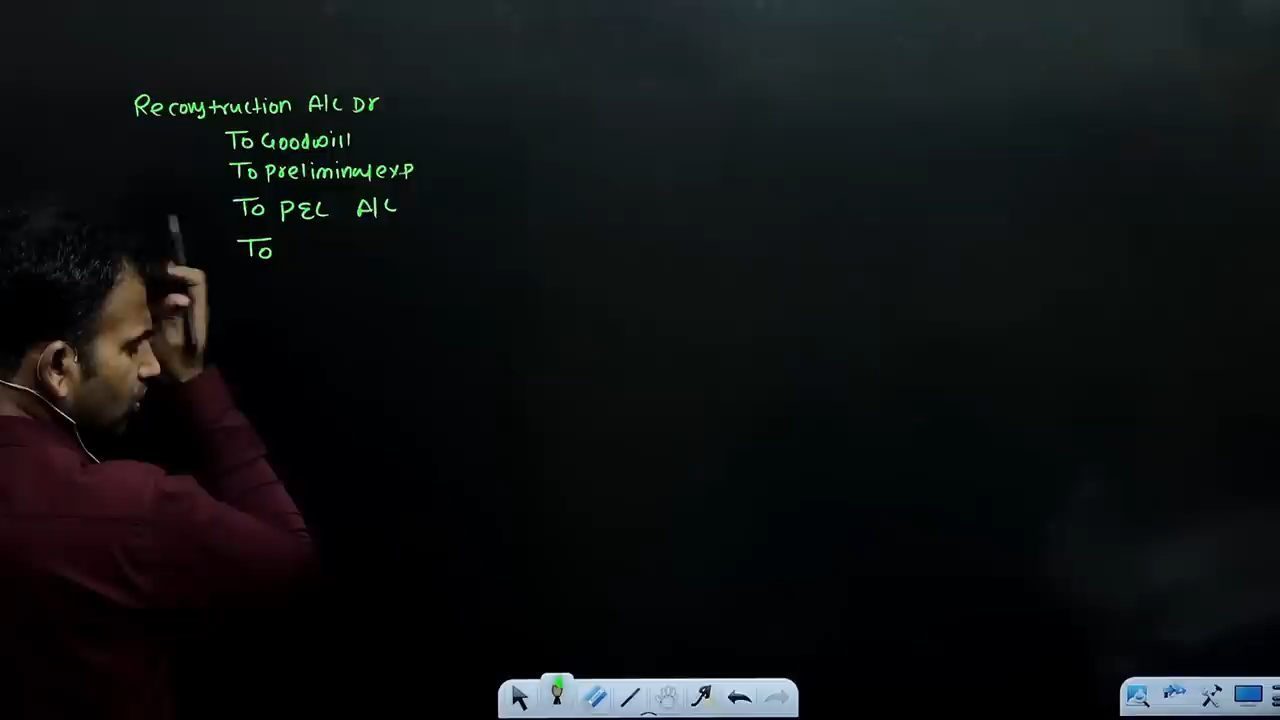 Reconstruction A/c Dr
To Goodwill
To Preliminary exp
To P&L A/c
To